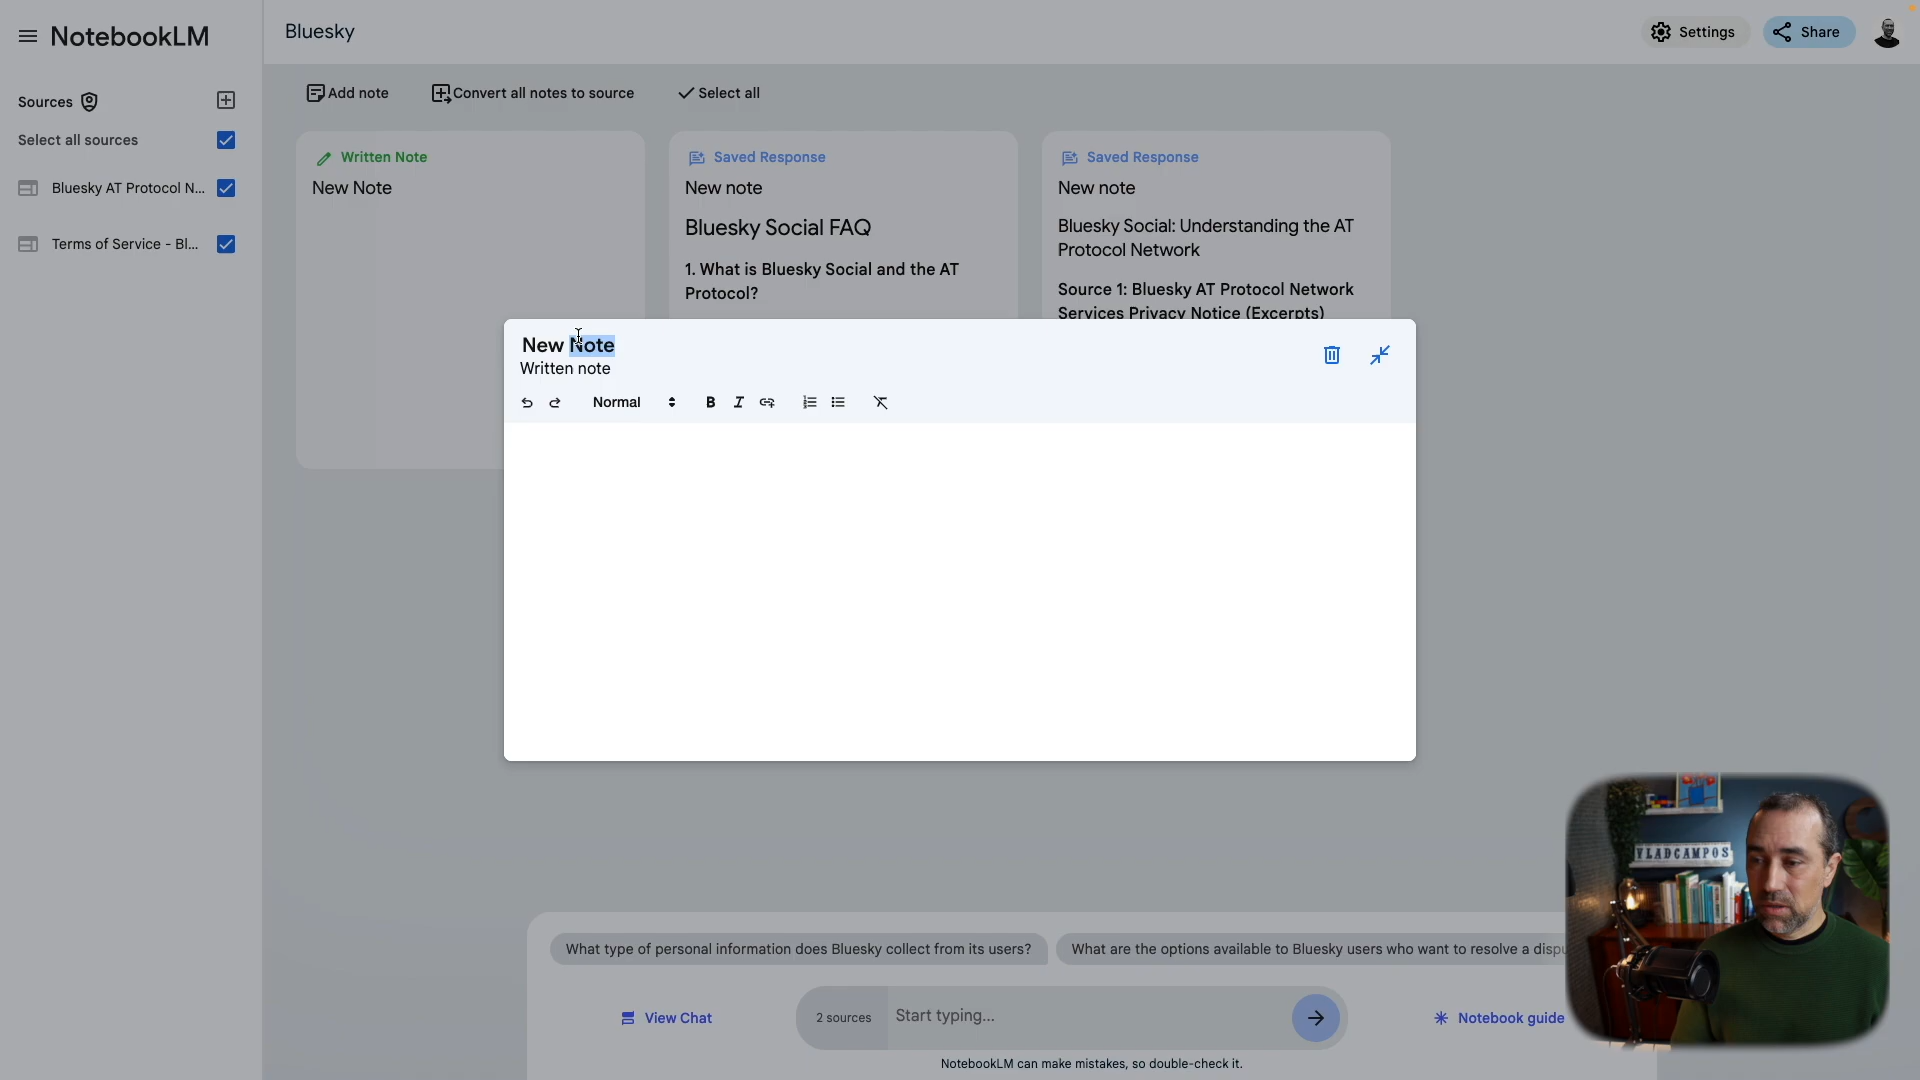 NotebookLM
Bluesky
Settings
Share
Sources
Select all sources
Bluesky AT Protocol N...
Terms of Service - Bl...
Add note
Convert all notes to source
Select all
Written Note
New Note
Saved Response
New note
Bluesky Social FAQ
1. What is Bluesky Social and the AT
Protocol?
Saved Response
New note
Bluesky Social: Understanding the AT
Protocol Network
Source 1: Bluesky AT Protocol Network
Services Privacy Notice (Excerpts)
New Note
Written note
Normal
B
I
What type of personal information does Bluesky collect from its users?
What are the options available to Bluesky users who want to resolve a dispu
View Chat
2 sources
Start typing...
Notebook guide
NotebookLM can make mistakes, so double-check it.
VLADCAMPOS